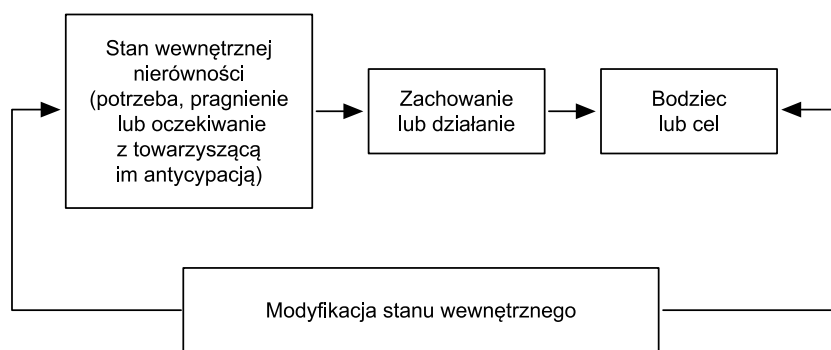 Stan wewnętrznej
nierówności
(potrzeba, pragnienie
lub oczekiwanie
z towarzyszącą
im antycypacją)
Zachowanie
lub działanie
Bodziec
lub cel
Modyfikacja stanu wewnętrznego